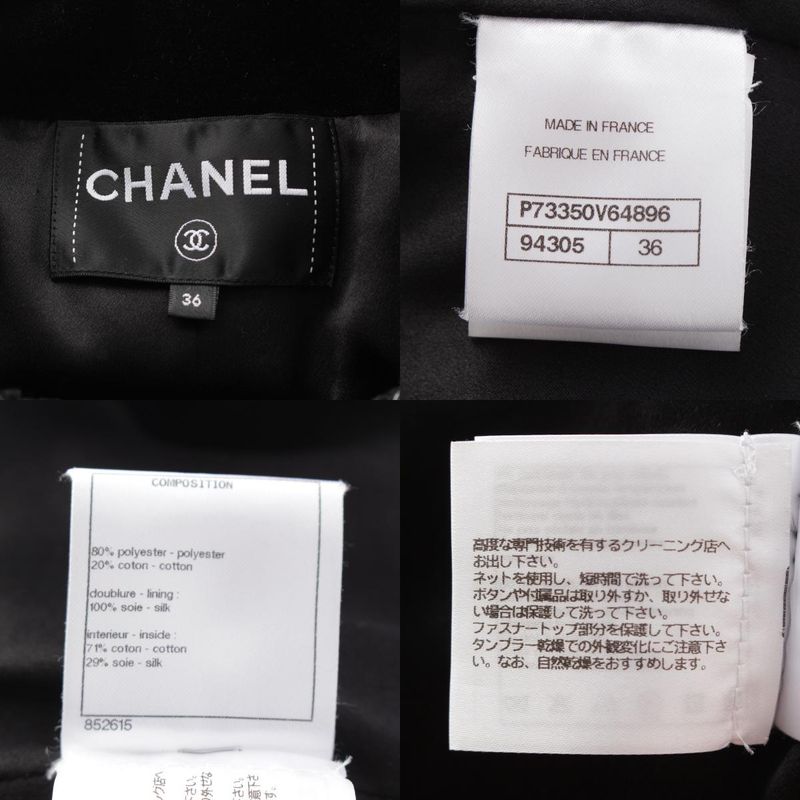 CHANEL
36
MADE IN FRANCE
FABRIQUE EN FRANCE
P73350V64896
94305 36
COMPOSITION
80% polyester - polyester
20% coton - cotton
doublure - lining :
100% soie - silk
interieur - inside :
71% coton - cotton
29% soie - silk
852615
高度な専門技術を有するクリーニング店へ
お出し下さい。
ネットを使用し、短時間で洗って下さい。
ボタンや付属品は取り外すか、取り外せな
い場合は保護して洗って下さい。
ファスナートップ部分を保護して下さい。
タンブラー乾燥での外観変化にご注意下さ
い。なお、自然乾燥をおすすめします。